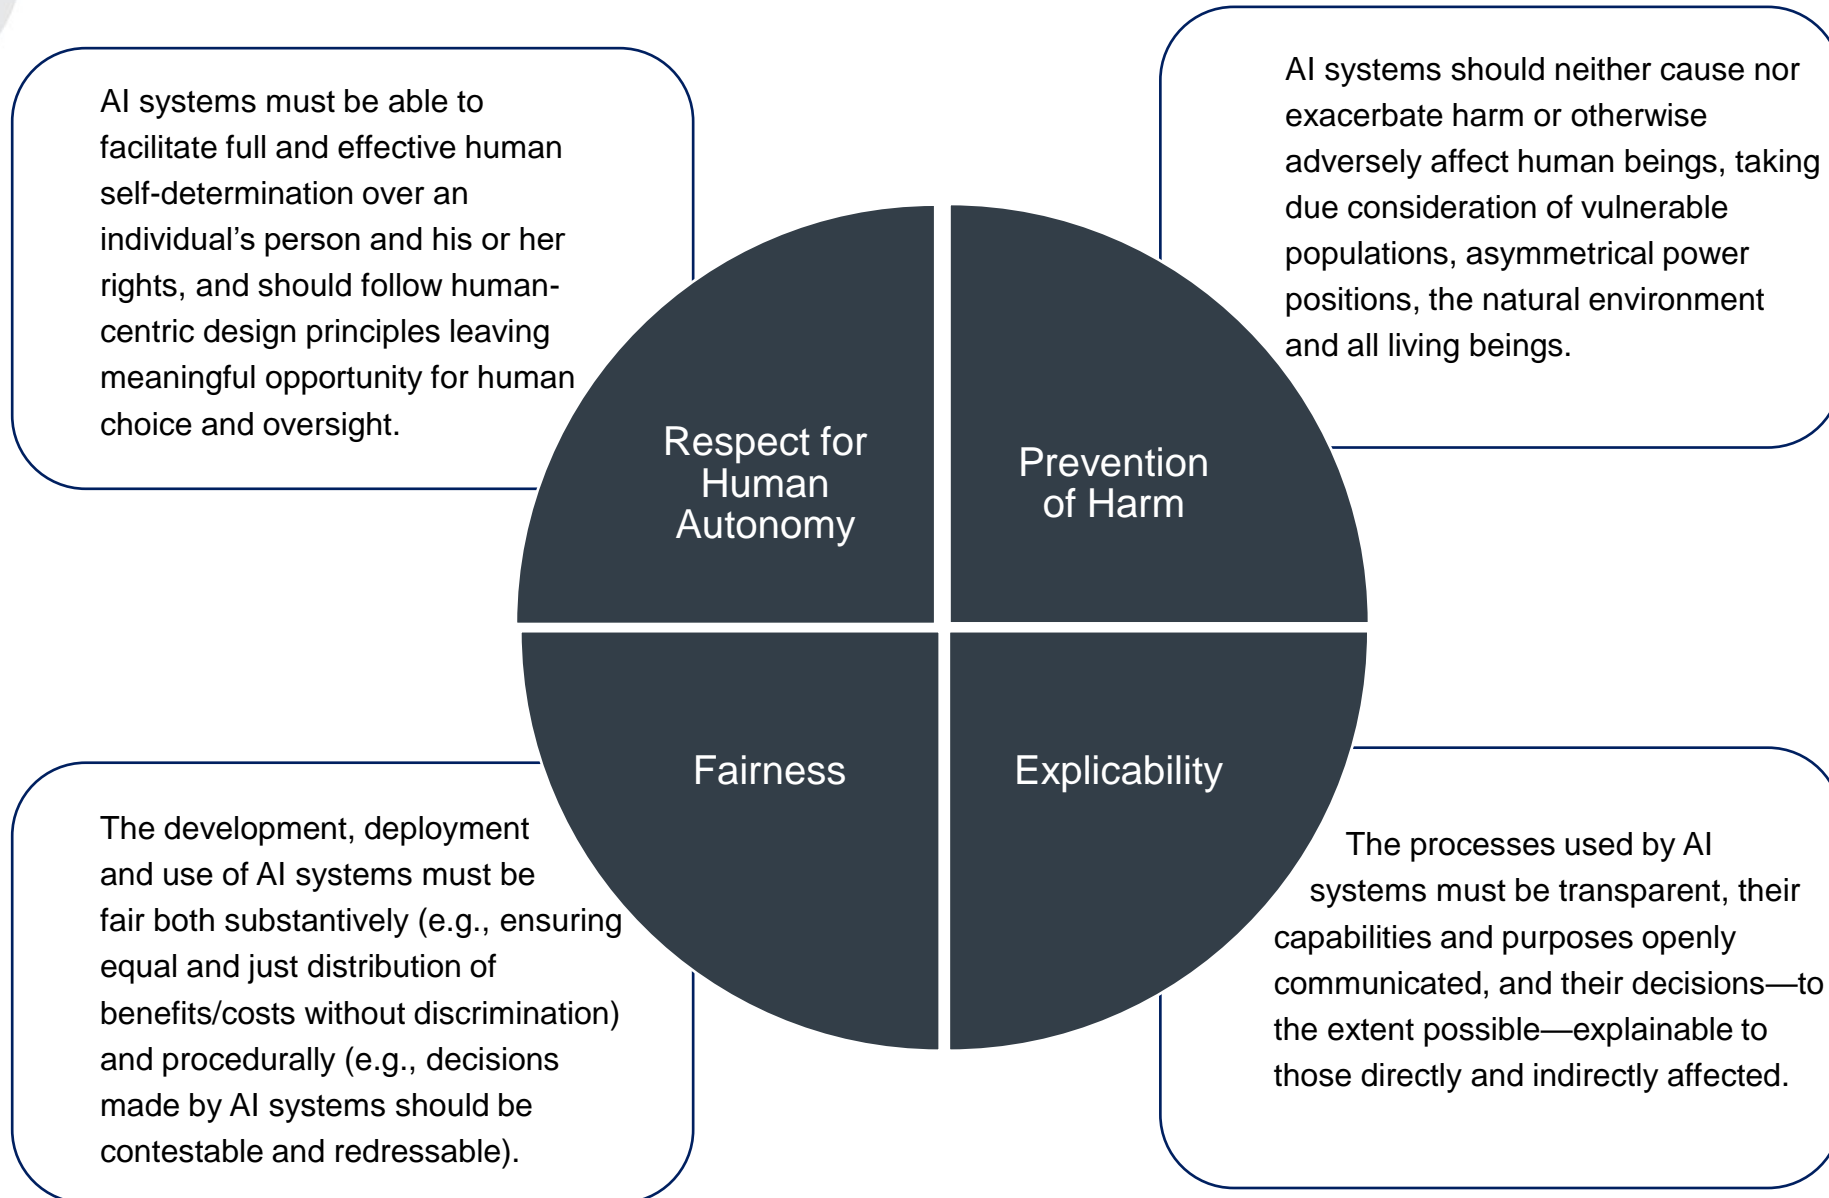 AI systems must be able to
facilitate full and effective human
self-determination over an
individual’s person and his or her
rights, and should follow human-
centric design principles leaving
meaningful opportunity for human
choice and oversight.
AI systems should neither cause nor
exacerbate harm or otherwise
adversely affect human beings, taking
due consideration of vulnerable
populations, asymmetrical power
positions, the natural environment
and all living beings.
Respect for
Human
Autonomy
Prevention
of Harm
Fairness
Explicability
The development, deployment
and use of AI systems must be
fair both substantively (e.g., ensuring
equal and just distribution of
benefits/costs without discrimination)
and procedurally (e.g., decisions
made by AI systems should be
contestable and redressable).
The processes used by AI
systems must be transparent, their
capabilities and purposes openly
communicated, and their decisions—to
the extent possible—explainable to
those directly and indirectly affected.